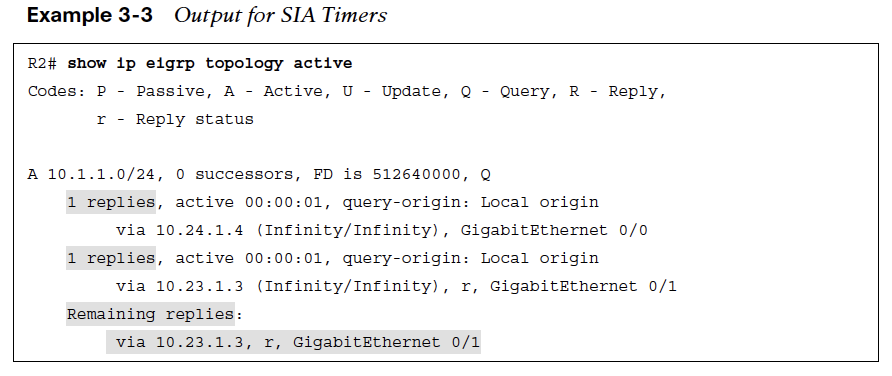 Example 3-3 Output for SIA Timers
R2# show ip eigrp topology active
Codes: P - Passive, A - Active, U - Update, Q - Query, R - Reply,
r - Reply status
A 10.1.1.0/24, 0 successors, FD is 512640000, Q
1 replies, active 00:00:01, query-origin: Local origin
via 10.24.1.4 (Infinity/Infinity), GigabitEthernet 0/0
1 replies, active 00:00:01, query-origin: Local origin
via 10.23.1.3 (Infinity/Infinity), r, GigabitEthernet 0/1
Remaining replies:
via 10.23.1.3, r, GigabitEthernet 0/1